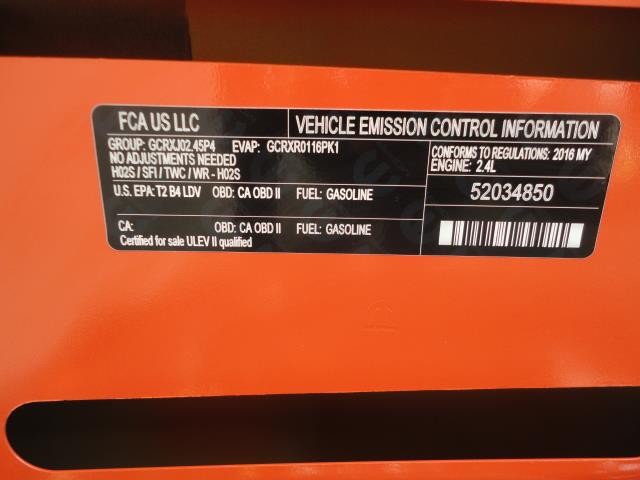 FCA US LLC
VEHICLE EMISSION CONTROL INFORMATION
GROUP: GCRXJ02.45P4 EVAP: GCRXR0116PK1
NO ADJUSTMENTS NEEDED
H02S / SFI / TWC / WR - H02S
CONFORMS TO REGULATIONS: 2016 MY
ENGINE: 2.4L
U.S. EPA: T2 B4 LDV OBD: CA OBD II FUEL: GASOLINE
52034850
CA: OBD: CA OBD II FUEL: GASOLINE
Certified for sale ULEV II qualified